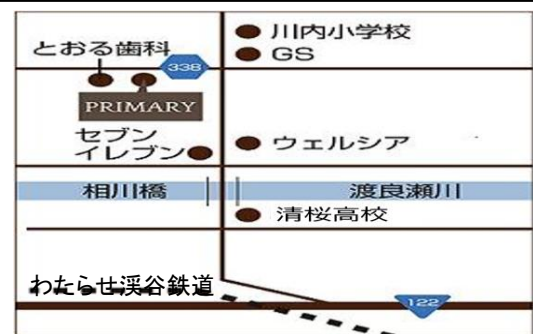 川内小学校
とおる歯科
GS
338
PRIMARY
セブン
イレブン
ウェルシア
相川橋
渡良瀬川
清桜高校
わたらせ渓谷鉄道
122